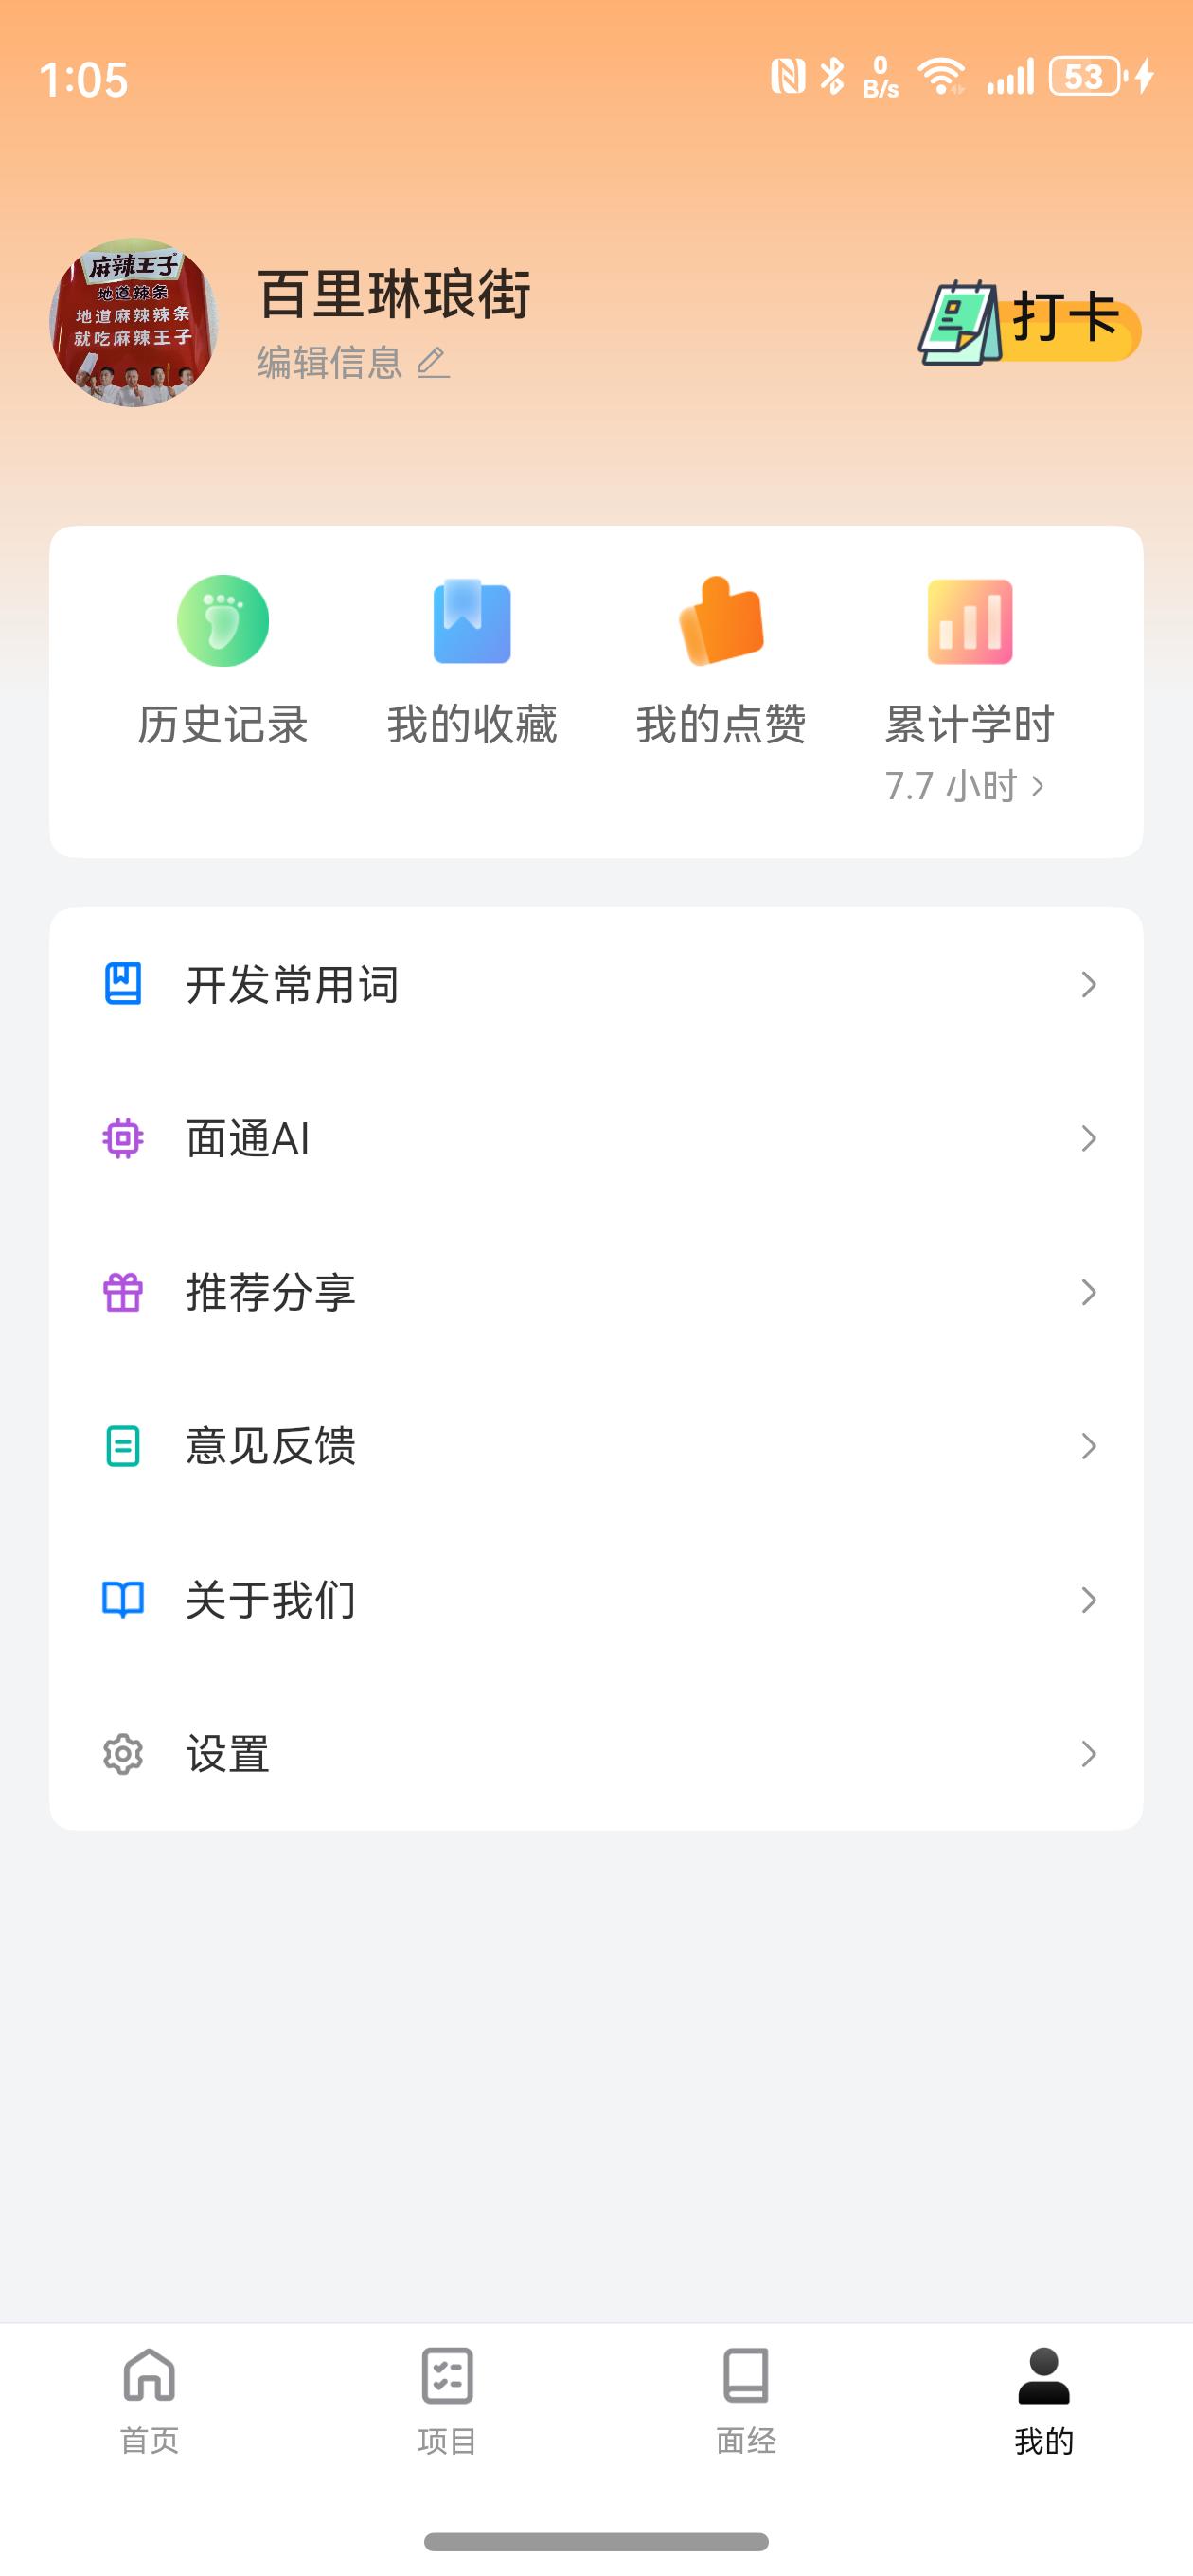 1:05
0
B/s
53
麻辣王子
地道辣条
地道麻辣辣条
就吃麻辣王子
百里琳琅街
编辑信息
打卡
历史记录
我的收藏
我的点赞
累计学时
7.7 小时
开发常用词
面通AI
推荐分享
意见反馈
关于我们
设置
首页
项目
面经
我的